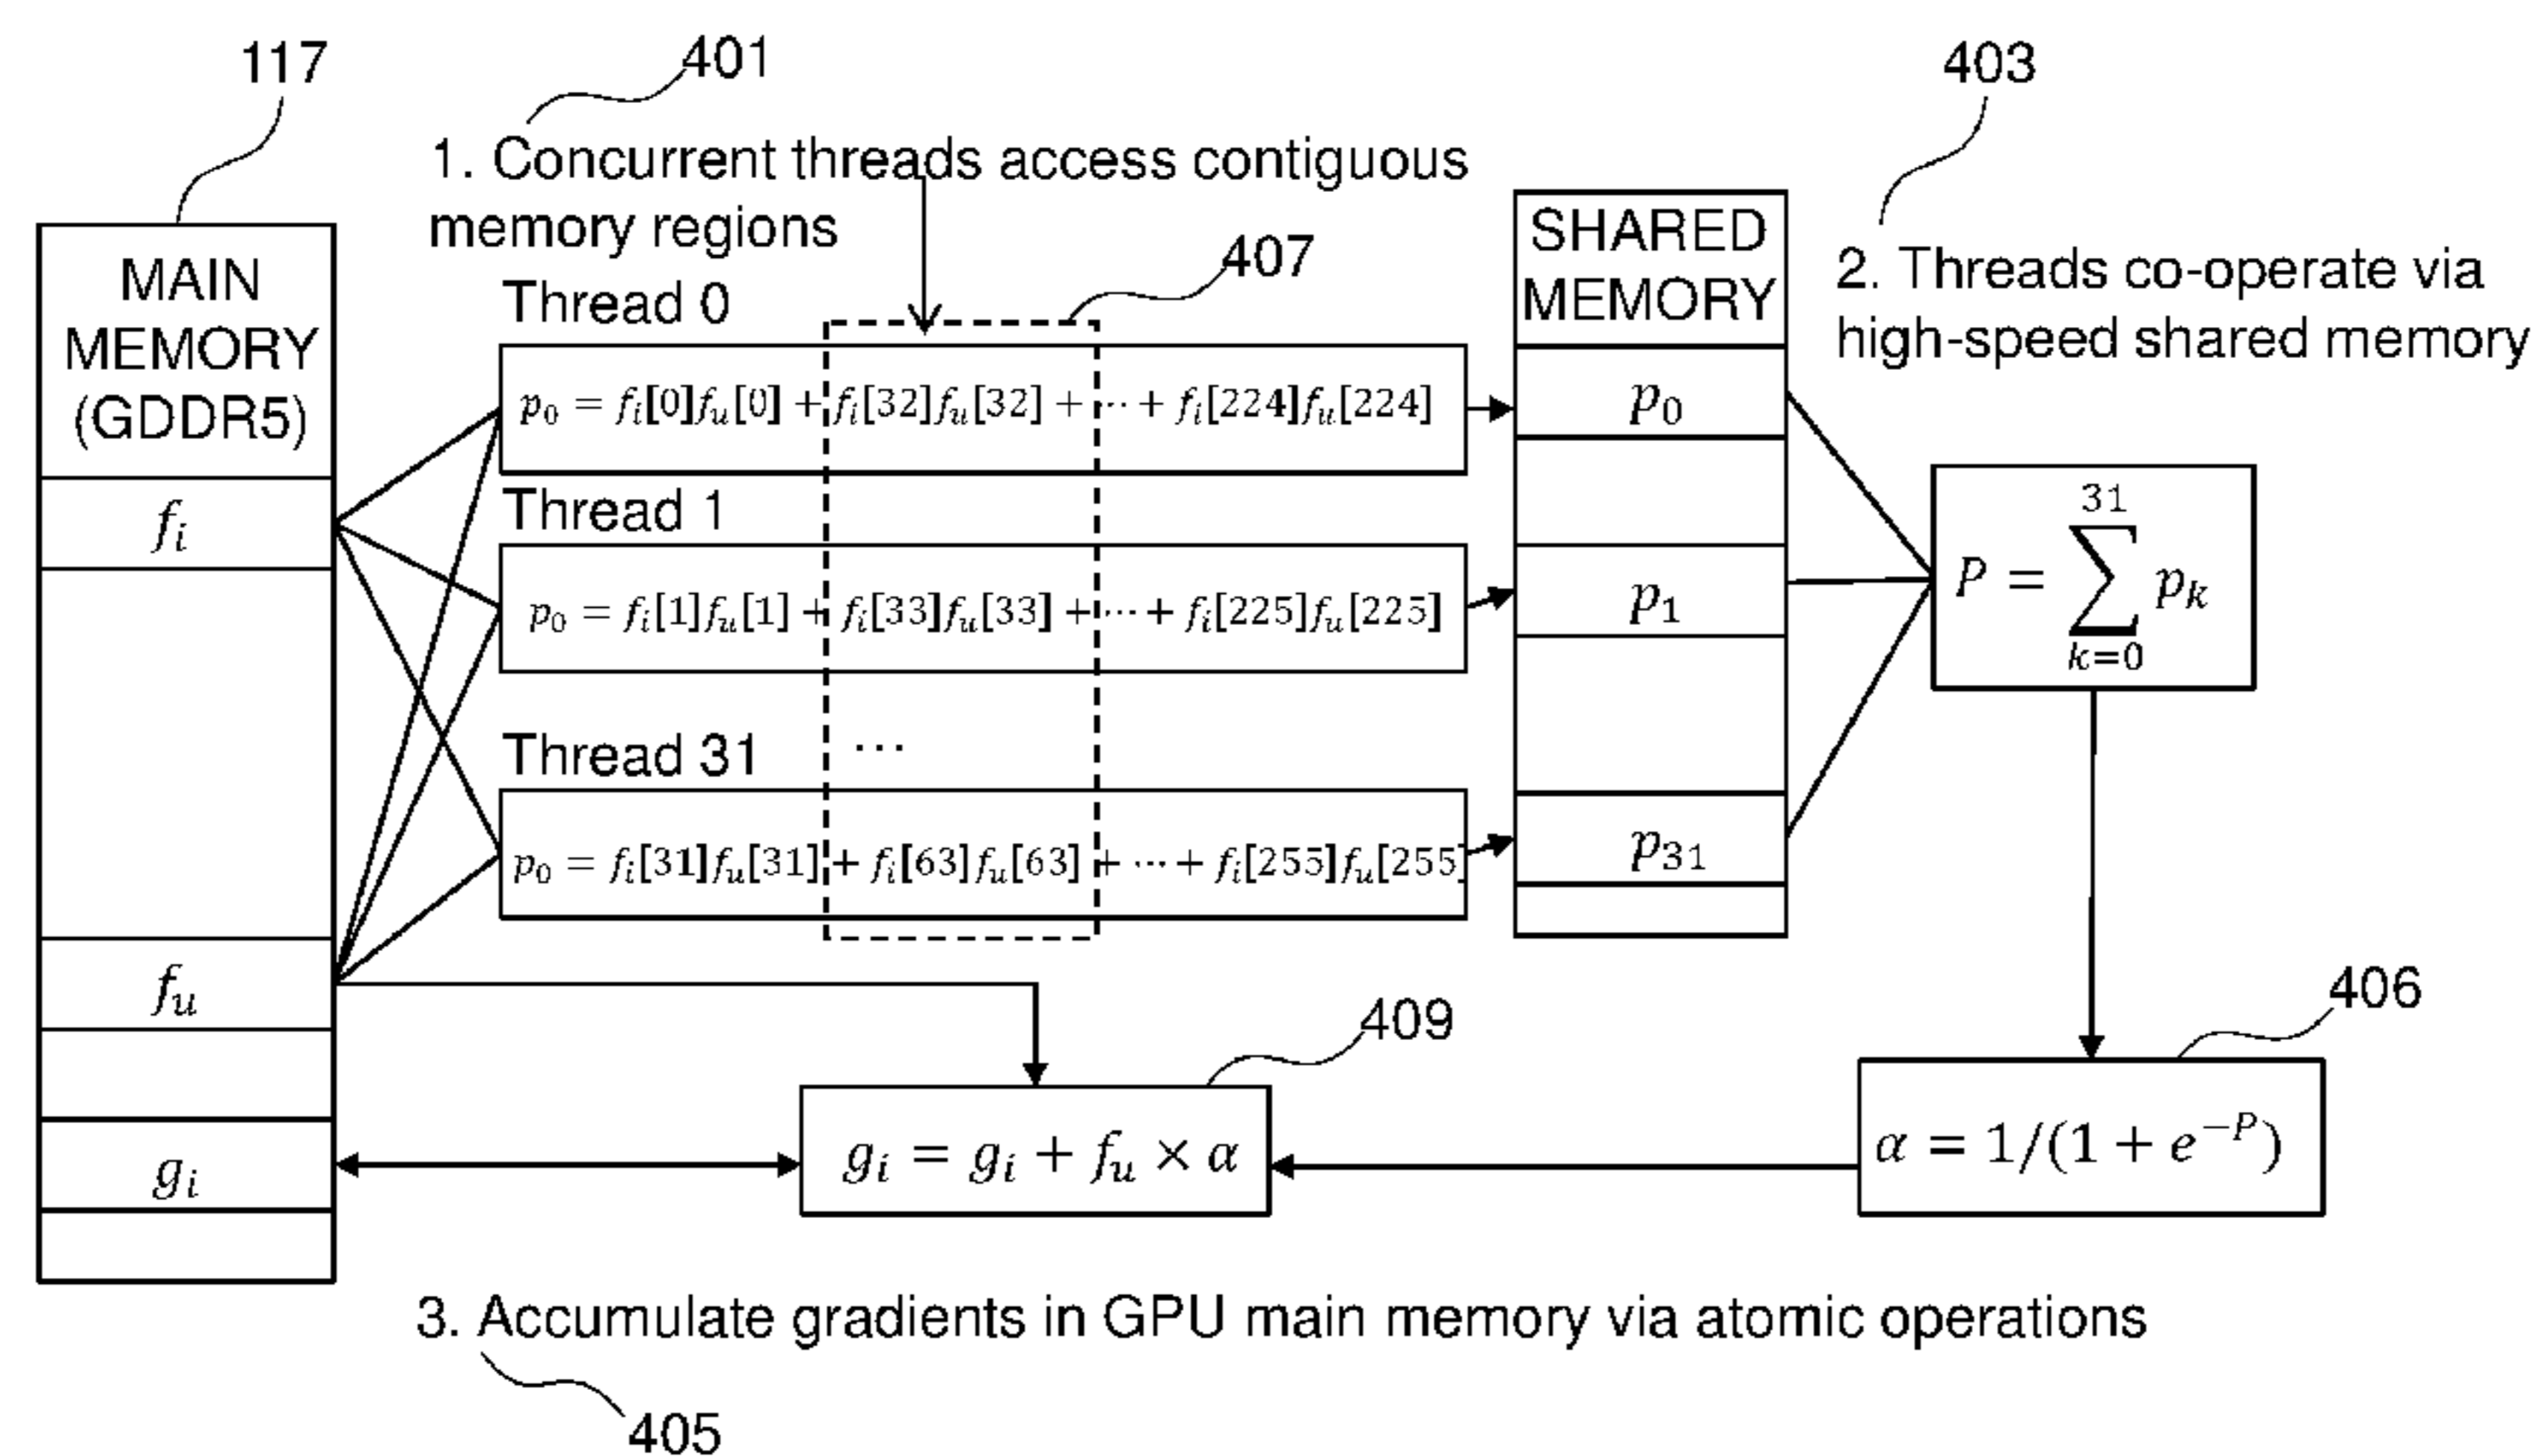 117
401
403
1. Concurrent threads access contiguous
memory regions
407
MAIN
MEMORY
(GDDR5)
SHARED
MEMORY
2. Threads co-operate via
high-speed shared memory
Thread 0
p₀ = fᵢ[0]fᵤ[0] + fᵢ[32]fᵤ[32] + ⋯ + fᵢ[224]fᵤ[224]
p₀
fᵢ
Thread 1
p₀ = fᵢ[1]fᵤ[1] + fᵢ[33]fᵤ[33] + ⋯ + fᵢ[225]fᵤ[225]
p₁
31
P = ∑ pₖ
k=0
Thread 31
...
p₀ = fᵢ[31]fᵤ[31] + fᵢ[63]fᵤ[63] + ⋯ + fᵢ[255]fᵤ[255]
p₃₁
fᵤ
409
406
gᵢ
gᵢ = gᵢ + fᵤ × α
α = 1/(1 + e⁻ᴾ)
3. Accumulate gradients in GPU main memory via atomic operations
405